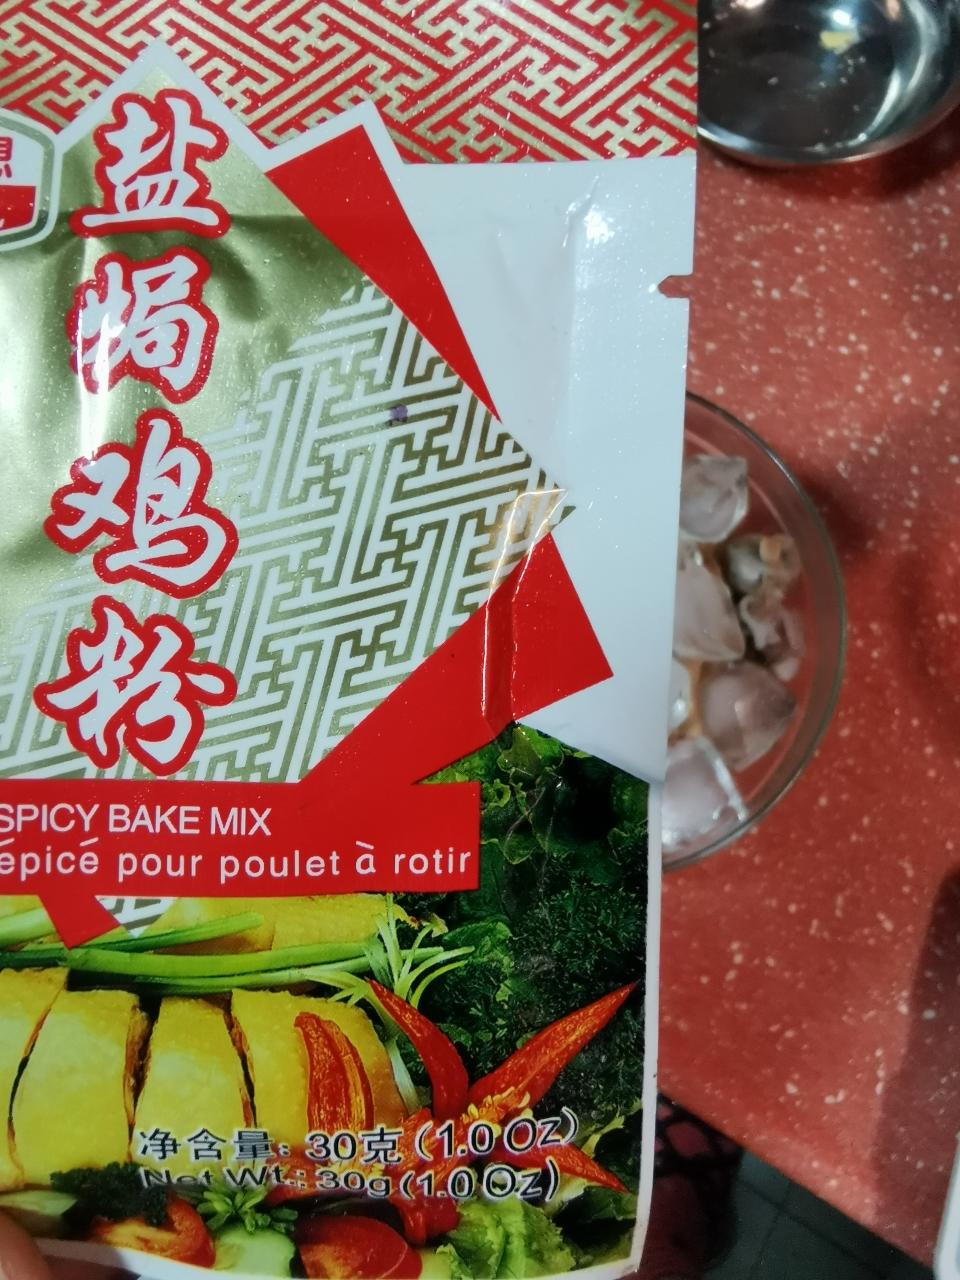 盐焗鸡粉
SPICY BAKE MIX
épicé pour poulet à rotir
净含量: 30克 (1.0 Oz)
Net Wt.: 30g (1.0 Oz)